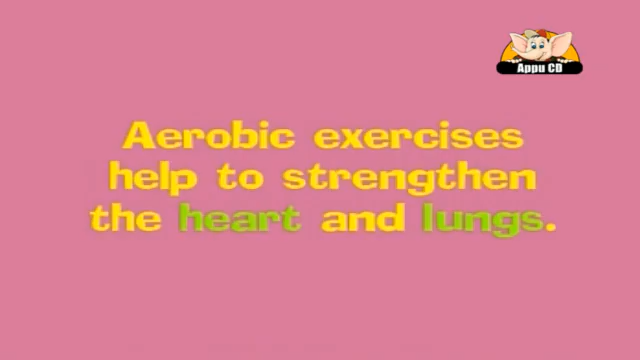 Appu CD
Aerobic exercises
help to strengthen
the heart and lungs.